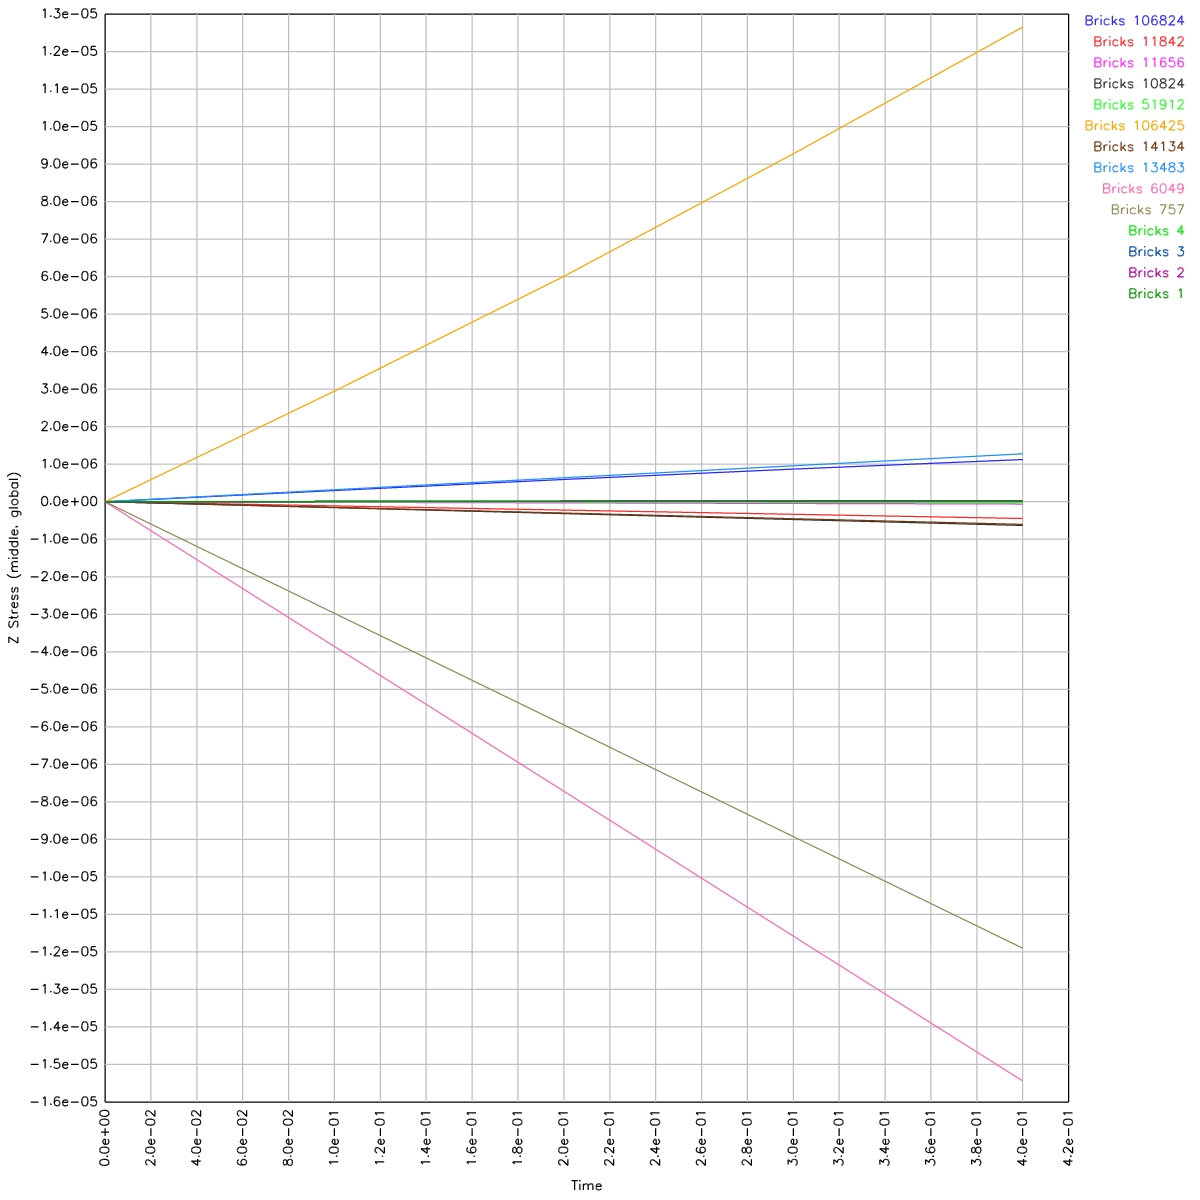 1.3e−05
1.2e−05
1.1e−05
1.0e−05
9.0e−06
8.0e−06
7.0e−06
6.0e−06
5.0e−06
4.0e−06
3.0e−06
2.0e−06
1.0e−06
0.0e+00
−1.0e−06
−2.0e−06
−3.0e−06
−4.0e−06
−5.0e−06
−6.0e−06
−7.0e−06
−8.0e−06
−9.0e−06
−1.0e−05
−1.1e−05
−1.2e−05
−1.3e−05
−1.4e−05
−1.5e−05
−1.6e−05
Z Stress (middle, global)
0.0e+00
2.0e−02
4.0e−02
6.0e−02
8.0e−02
1.0e−01
1.2e−01
1.4e−01
1.6e−01
1.8e−01
2.0e−01
2.2e−01
2.4e−01
2.6e−01
2.8e−01
3.0e−01
3.2e−01
3.4e−01
3.6e−01
3.8e−01
4.0e−01
4.2e−01
Time
Bricks 106824
Bricks 11842
Bricks 11656
Bricks 10824
Bricks 51912
Bricks 106425
Bricks 14134
Bricks 13483
Bricks 6049
Bricks 757
Bricks 4
Bricks 3
Bricks 2
Bricks 1